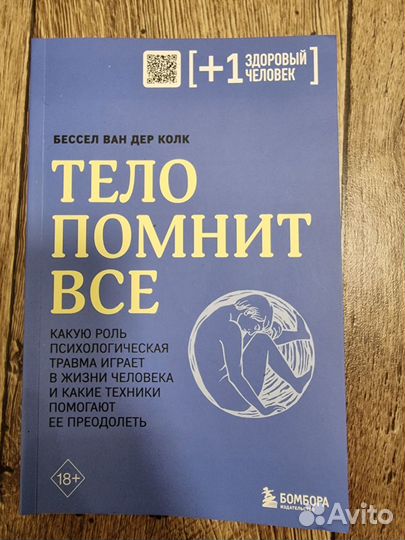 [+1 ЗДОРОВЫЙ
ЧЕЛОВЕК]
БЕССЕЛ ВАН ДЕР КОЛК
ТЕЛО
ПОМНИТ
ВСЕ
КАКУЮ РОЛЬ
ПСИХОЛОГИЧЕСКАЯ
ТРАВМА ИГРАЕТ
В ЖИЗНИ ЧЕЛОВЕКА
И КАКИЕ ТЕХНИКИ
ПОМОГАЮТ
ЕЕ ПРЕОДОЛЕТЬ
18+
БОМБОРА
ИЗДАТЕЛЬСТВО
Avito